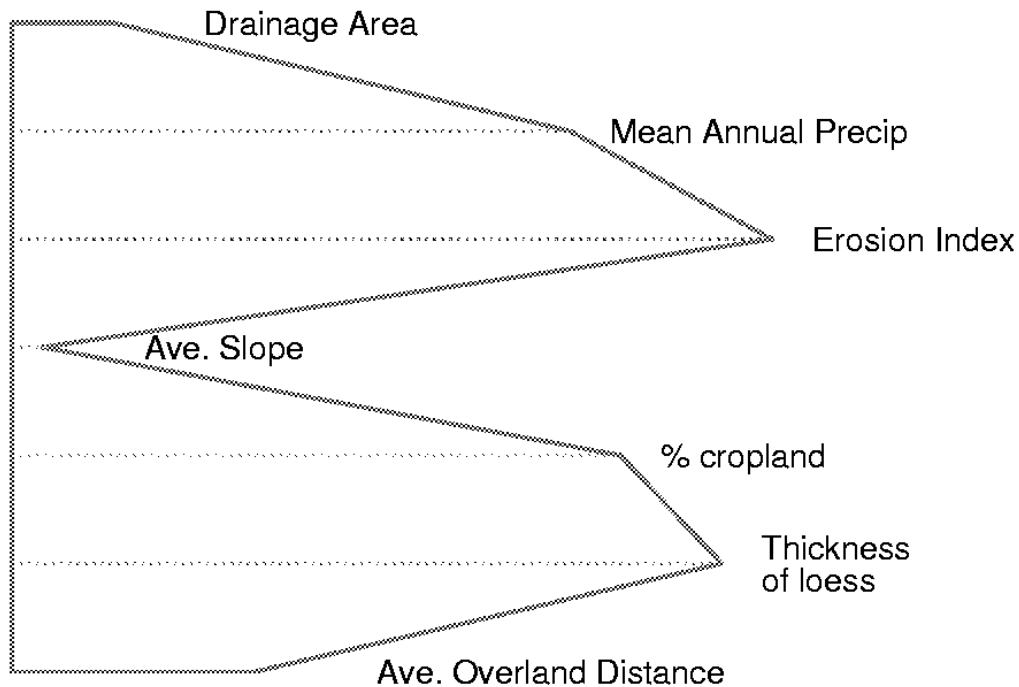 Drainage Area
Mean Annual Precip
Erosion Index
Ave. Slope
% cropland
Thickness
of loess
Ave. Overland Distance